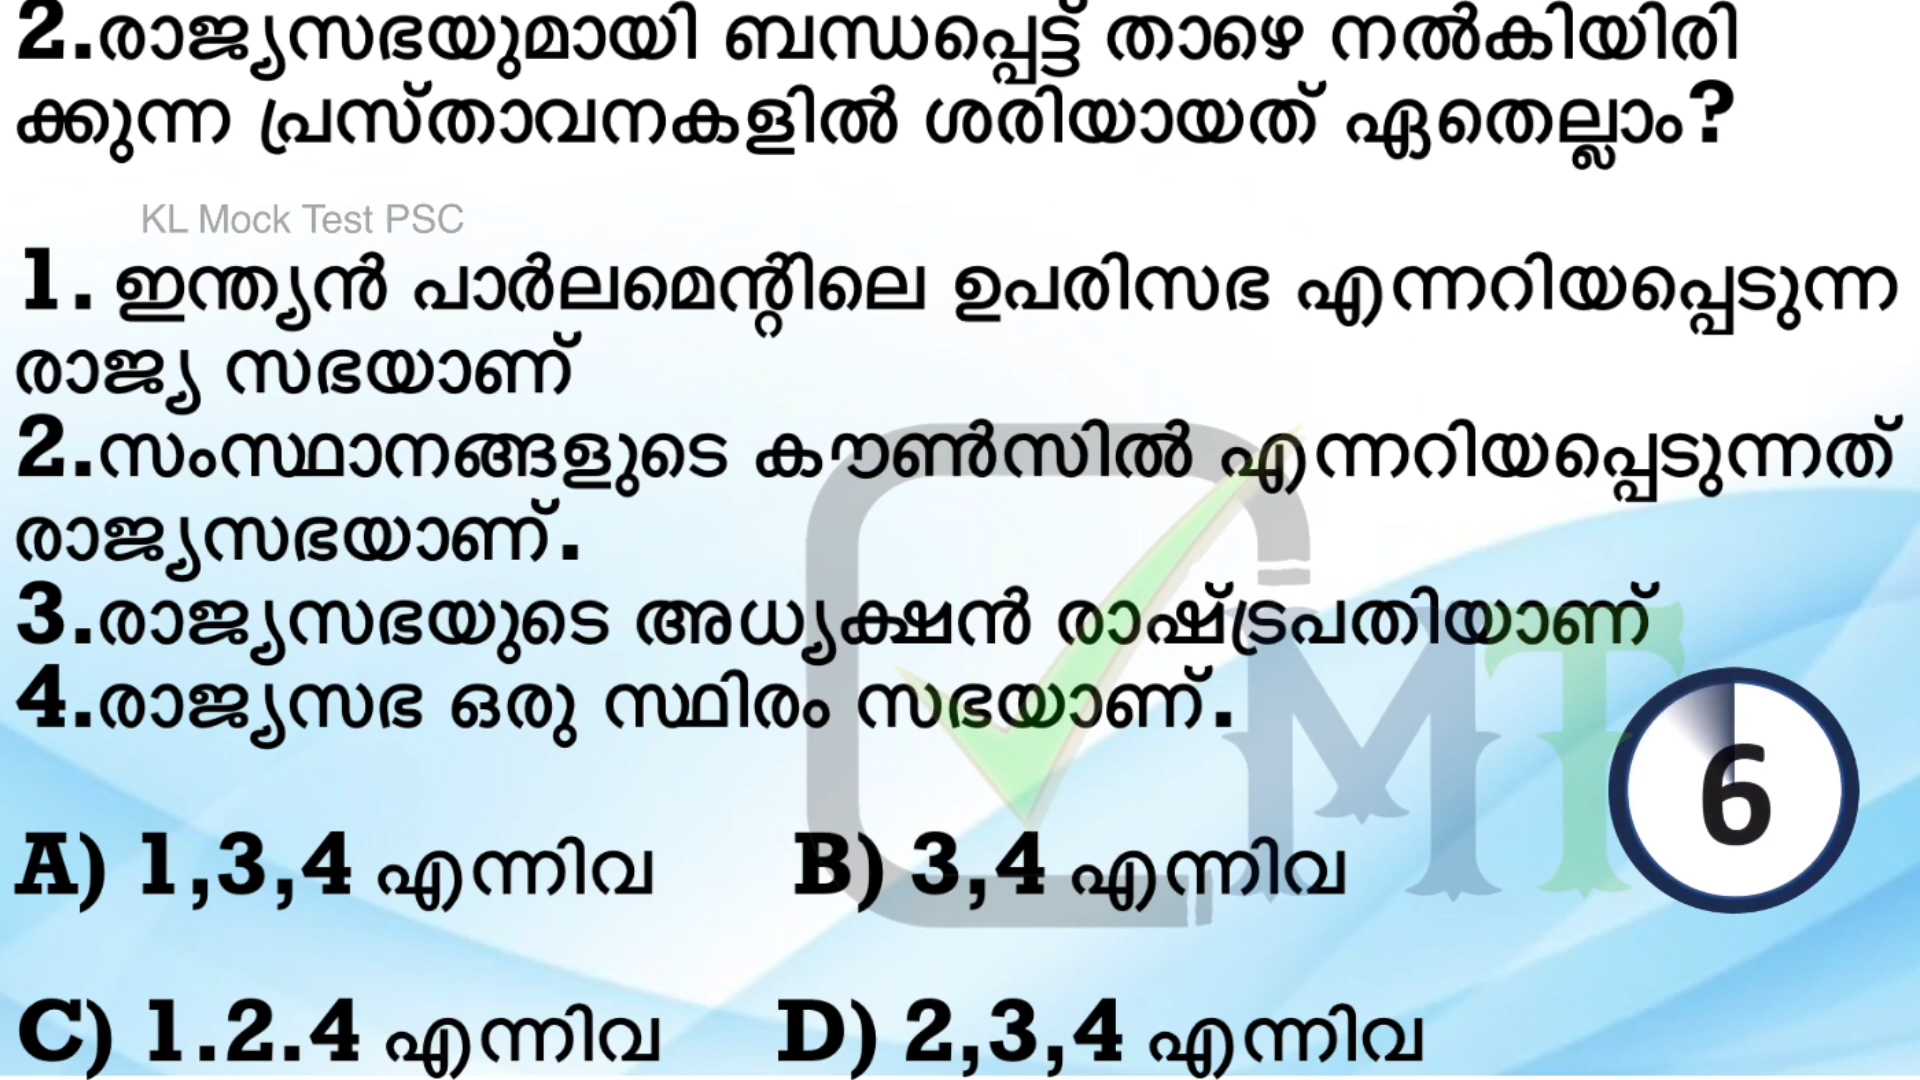 2.രാജ്യസഭയുമായി ബന്ധപ്പെട്ട് താഴെ നൽകിയിരി
ക്കുന്ന പ്രസ്താവനകളിൽ ശരിയായത് ഏതെല്ലാം?
KL Mock Test PSC
1. ഇന്ത്യൻ പാർലമെന്റിലെ ഉപരിസഭ എന്നറിയപ്പെടുന്ന
രാജ്യ സഭയാണ്
2.സംസ്ഥാനങ്ങളുടെ കൗൺസിൽ എന്നറിയപ്പെടുന്നത്
രാജ്യസഭയാണ്.
3.രാജ്യസഭയുടെ അധ്യക്ഷൻ രാഷ്ട്രപതിയാണ്
4.രാജ്യസഭ ഒരു സ്ഥിരം സഭയാണ്.
MT
6
A) 1,3,4 എന്നിവ B) 3,4 എന്നിവ
C) 1.2.4 എന്നിവ D) 2,3,4 എന്നിവ